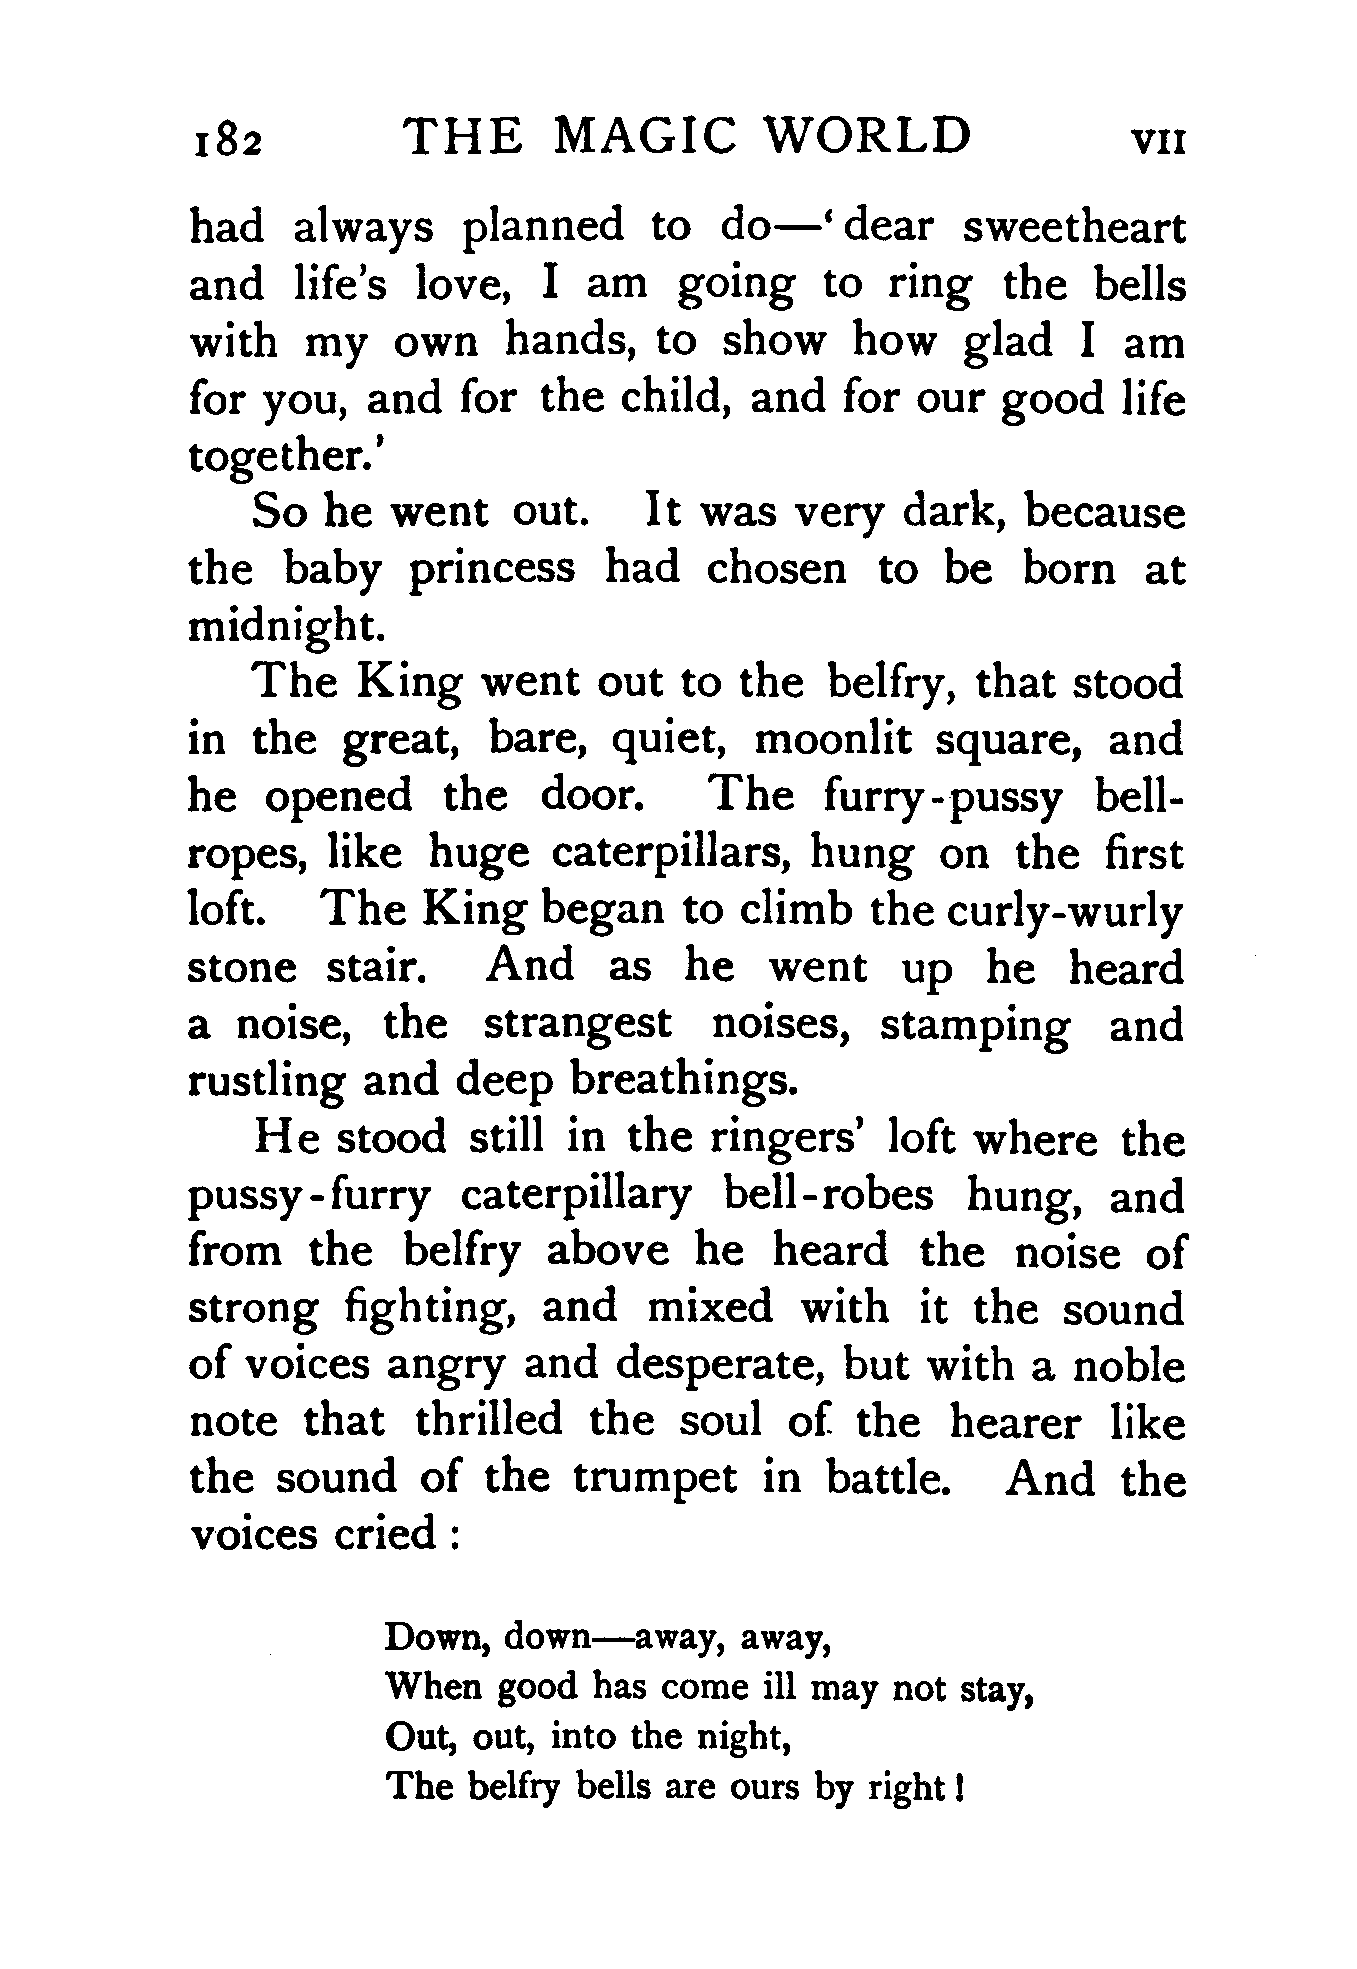 182 THE MAGIC WORLD VII
had always planned to do—‘dear sweetheart
and life’s love, I am going to ring the bells
with my own hands, to show how glad I am
for you, and for the child, and for our good life
together.’
So he went out. It was very dark, because
the baby princess had chosen to be born at
midnight.
The King went out to the belfry, that stood
in the great, bare, quiet, moonlit square, and
he opened the door. The furry-pussy bell-
ropes, like huge caterpillars, hung on the first
loft. The King began to climb the curly-wurly
stone stair. And as he went up he heard
a noise, the strangest noises, stamping and
rustling and deep breathings.
He stood still in the ringers’ loft where the
pussy-furry caterpillary bell-robes hung, and
from the belfry above he heard the noise of
strong fighting, and mixed with it the sound
of voices angry and desperate, but with a noble
note that thrilled the soul of the hearer like
the sound of the trumpet in battle. And the
voices cried :
Down, down—away, away,
When good has come ill may not stay,
Out, out, into the night,
The belfry bells are ours by right !